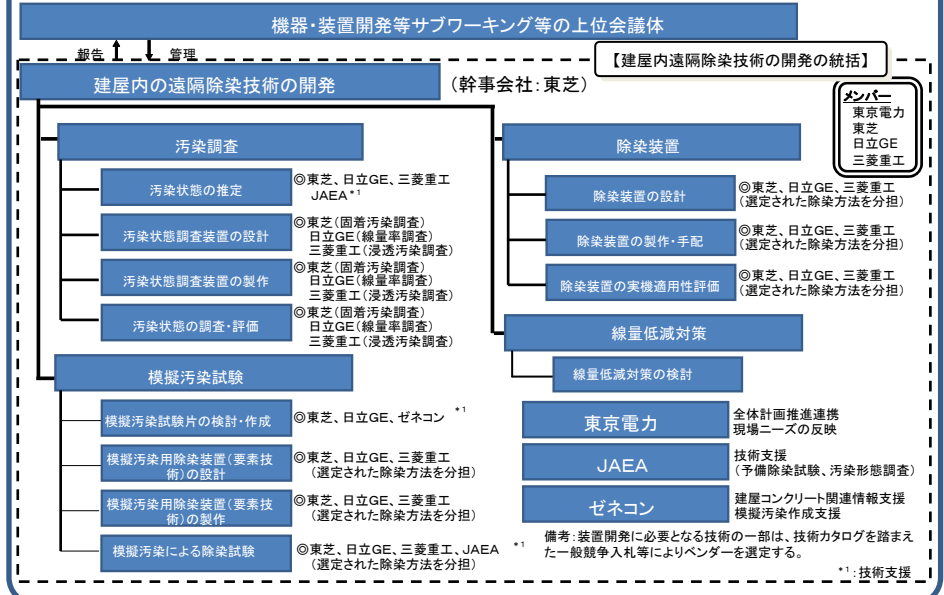 機器・装置開発等サブワーキング等の上位会議体
報告
管理
【建屋内遠隔除染技術の開発の統括】
建屋内の遠隔除染技術の開発
(幹事会社：東芝)
メンバー
東京電力
東芝
日立GE
三菱重工
汚染調査
汚染状態の推定
◎東芝、日立GE、三菱重工
JAEA*1
汚染状態調査装置の設計
◎東芝(固着汚染調査)
日立GE(線量率調査)
三菱重工(浸透汚染調査)
汚染状態調査装置の製作
◎東芝(固着汚染調査)
日立GE(線量率調査)
三菱重工(浸透汚染調査)
汚染状態の調査・評価
◎東芝(固着汚染調査)
日立GE(線量率調査)
三菱重工(浸透汚染調査)
模擬汚染試験
模擬汚染試験片の検討・作成
◎東芝、日立GE、ゼネコン *1
模擬汚染用除染装置(要素技
術)の設計
◎東芝、日立GE、三菱重工
(選定された除染方法を分担)
模擬汚染用除染装置(要素技
術)の製作
◎東芝、日立GE、三菱重工
(選定された除染方法を分担)
模擬汚染による除染試験
◎東芝、日立GE、三菱重工、JAEA *1
(選定された除染方法を分担)
除染装置
除染装置の設計
◎東芝、日立GE、三菱重工
(選定された除染方法を分担)
除染装置の製作・手配
◎東芝、日立GE、三菱重工
(選定された除染方法を分担)
除染装置の実機適用性評価
◎東芝、日立GE、三菱重工
(選定された除染方法を分担)
線量低減対策
線量低減対策の検討
東京電力
全体計画推進連携
現場ニーズの反映
JAEA
技術支援
(予備除染試験、汚染形態調査)
ゼネコン
建屋コンクリート関連情報支援
模擬汚染作成支援
備考：装置開発に必要となる技術の一部は、技術カタログを踏まえ
た一般競争入札等によりベンダーを選定する。
*1：技術支援